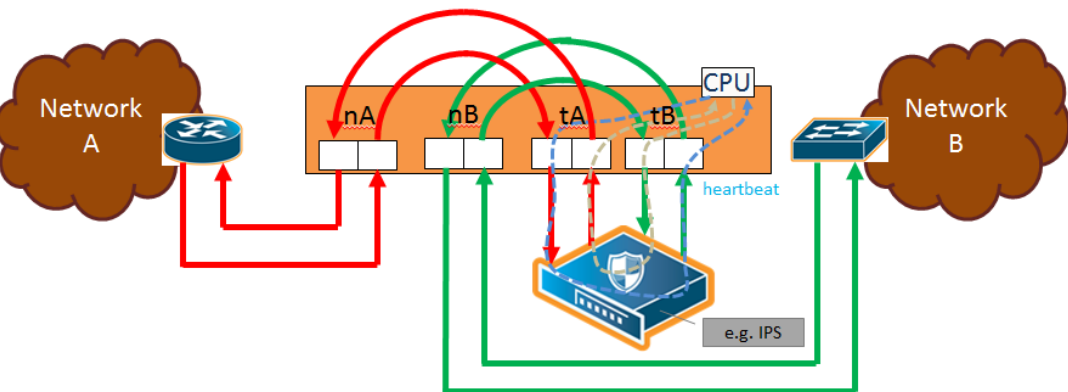 Network
A
nA
nB
tA
tB
CPU
Network
B
heartbeat
e.g. IPS